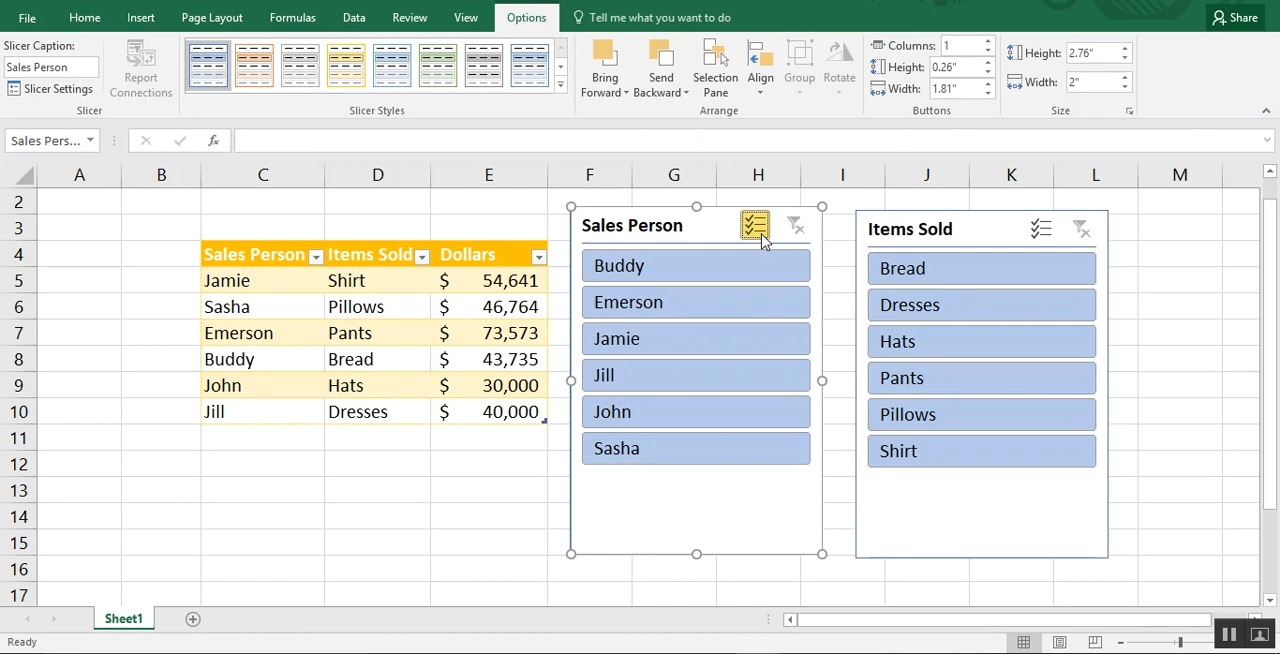 File Home Insert Page Layout Formulas Data Review View Options Tell me what you want to do Share
Slicer Caption:
Sales Person
Slicer Settings
Report
Connections
Slicer
Slicer Styles
Bring
Forward
Send
Backward
Selection
Pane
Align
Group
Rotate
Arrange
Columns: 1
Height: 0.26"
Width: 1.81"
Buttons
Height: 2.76"
Width: 2"
Size
Sales Pers... fx
A B C D E F G H I J K L M
2
3
4 Sales Person Items Sold Dollars
5 Jamie Shirt $ 54,641
6 Sasha Pillows $ 46,764
7 Emerson Pants $ 73,573
8 Buddy Bread $ 43,735
9 John Hats $ 30,000
10 Jill Dresses $ 40,000
11
12
13
14
15
16
17
Sales Person
Buddy
Emerson
Jamie
Jill
John
Sasha
Items Sold
Bread
Dresses
Hats
Pants
Pillows
Shirt
Sheet1
Ready